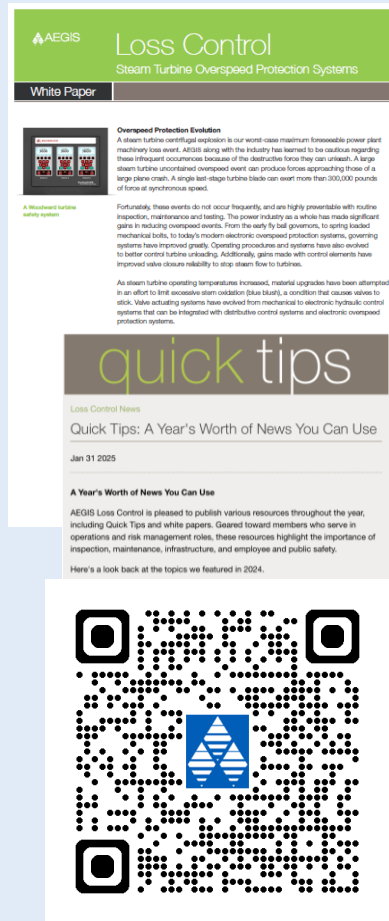 AEGIS
Loss Control
Steam Turbine Overspeed Protection Systems
White Paper
Overspeed Protection Evolution
A steam turbine centrifugal explosion is our worst-case maximum foreseeable power plant
machinery loss event. AEGIS along with the industry has learned to be cautious regarding
these infrequent occurrences because of the destructive force they can unleash. A large
steam turbine uncontained overspeed event can produce forces approaching those of a
large plane crash. A single last-stage turbine blade can exert more than 300,000 pounds
of force at synchronous speed.
A Woodward turbine
safety system
Fortunately, these events do not occur frequently, and are highly preventable with routine
inspection, maintenance and testing. The power industry as a whole has made significant
gains in reducing overspeed events. From the early fly ball governors, to spring loaded
mechanical bolts, to today's modern electronic overspeed protection systems, governing
systems have improved greatly. Operating procedures and systems have also evolved
to better control turbine unloading. Additionally, gains made with control elements have
improved valve closure reliability to stop steam flow to turbines.
As steam turbine operating temperatures increased, material upgrades have been attempted
in an effort to limit excessive stem oxidation (blue blush), a condition that causes valves to
stick. Valve actuating systems have evolved from mechanical to electronic hydraulic control
systems that can be integrated with distributive control systems and electronic overspeed
protection systems.
quick tips
Loss Control News
Quick Tips: A Year's Worth of News You Can Use
Jan 31 2025
A Year's Worth of News You Can Use
AEGIS Loss Control is pleased to publish various resources throughout the year,
including Quick Tips and white papers. Geared toward members who serve in
operations and risk management roles, these resources highlight the importance of
inspection, maintenance, infrastructure, and employee and public safety.
Here's a look back at the topics we featured in 2024.